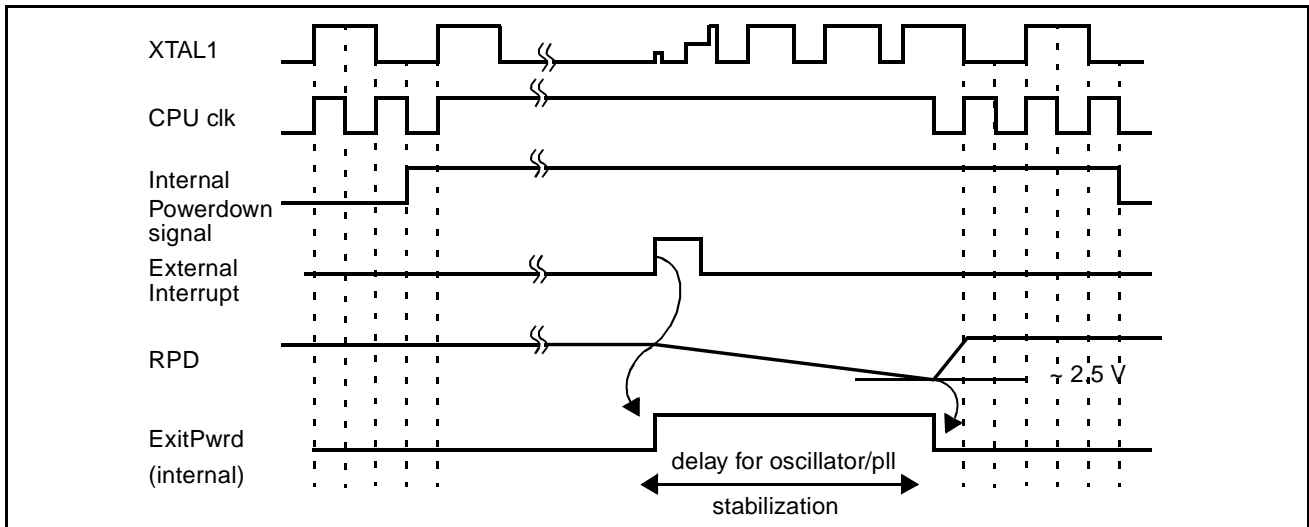 XTAL1
CPU clk
Internal
Powerdown
signal
External
Interrupt
RPD
~ 2.5 V
ExitPwrd
(internal)
delay for oscillator/pll
stabilization